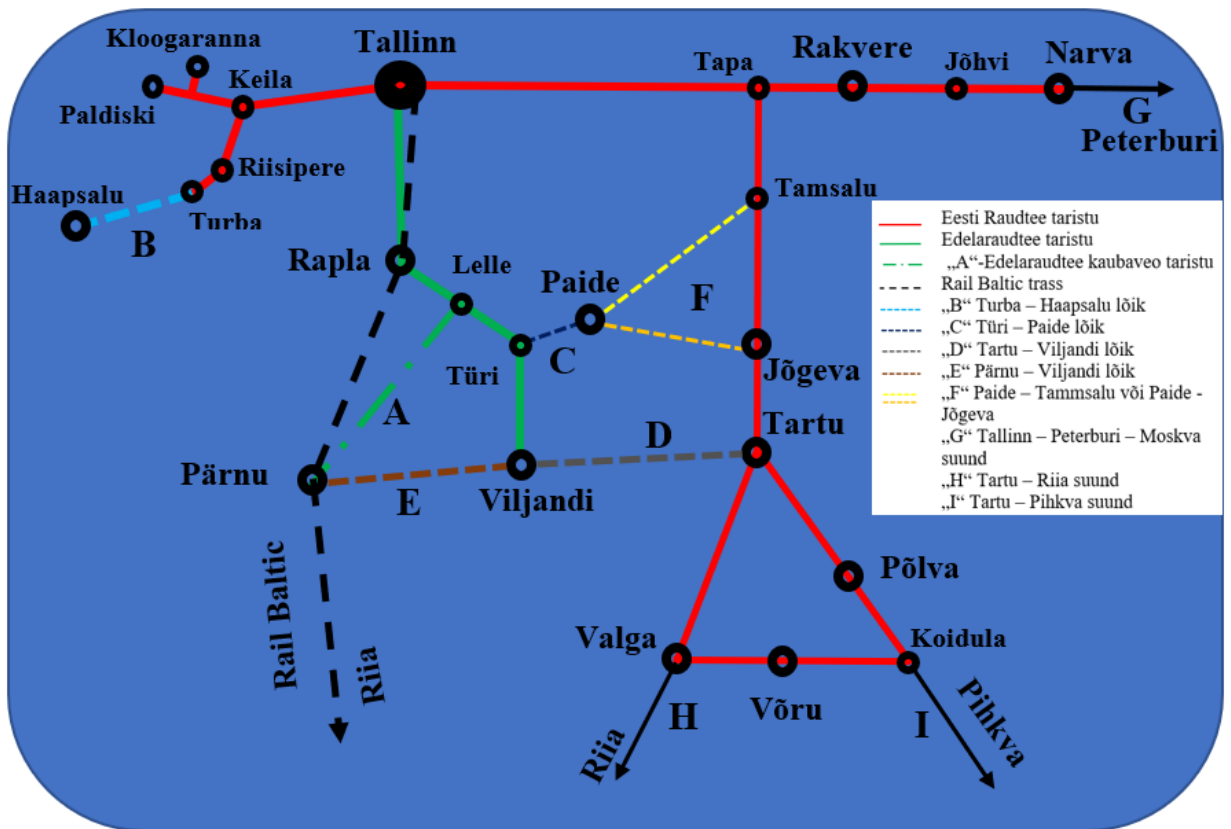 Kloogaranna
Tallinn
Keila
Paldiski
Tapa
Rakvere
Jõhvi
Narva
G
Peterburi
Haapsalu
B
Riisipere
Turba
Tamsalu
Rapla
Lelle
Paide
F
C
Türi
Jõgeva
A
D
Tartu
Pärnu
E
Viljandi
Rail Baltic
Riia
Põlva
Valga
Koidula
H
Võru
I
Riia
Pihkva
Eesti Raudtee taristu
Edelaraudtee taristu
„A“-Edelaraudtee kaubaveo taristu
Rail Baltic trass
„B“ Turba – Haapsalu lõik
„C“ Türi – Paide lõik
„D“ Tartu – Viljandi lõik
„E“ Pärnu – Viljandi lõik
„F“ Paide – Tammsalu või Paide -
Jõgeva
„G“ Tallinn – Peterburi – Moskva
suund
„H“ Tartu – Riia suund
„I“ Tartu – Pihkva suund